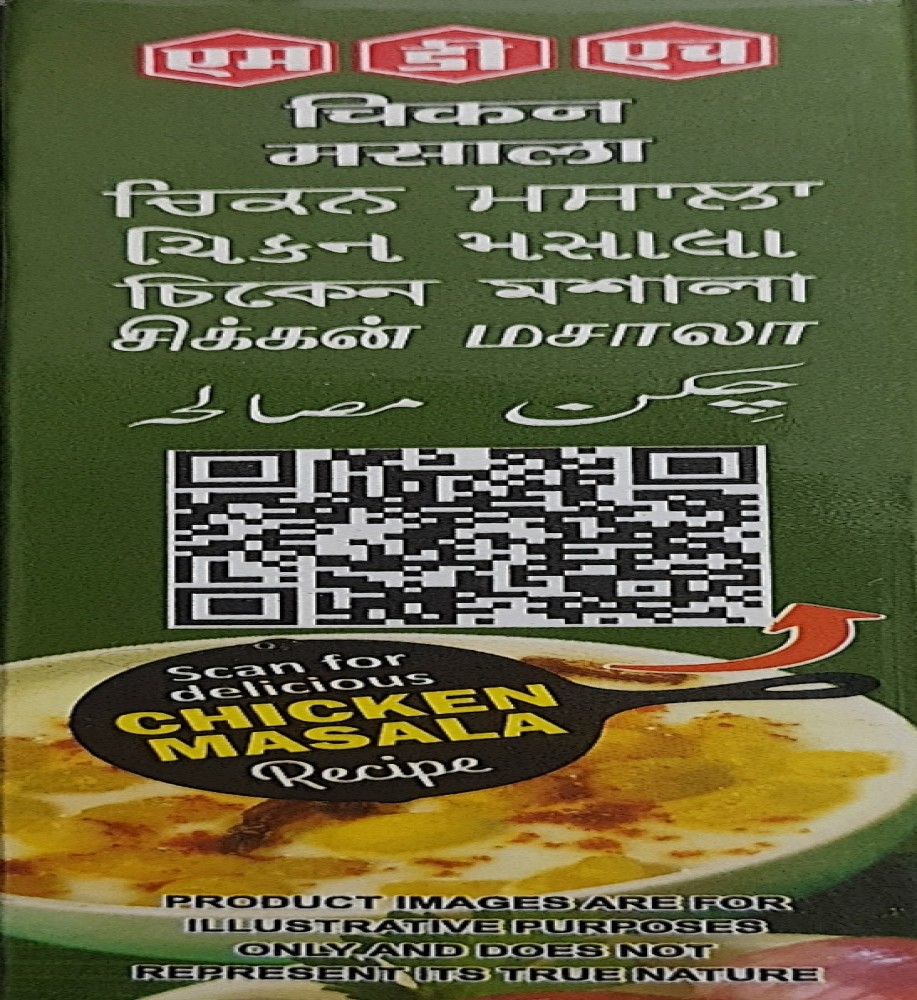 एम डी एच
चिकन
मसाला
ਚਿਕਨ ਮਸਾਲਾ
ચિકન મસાલા
চিকেন মশালা
சிக்கன் மசாலா
چِکن مصالحہ
Scan for
delicious
CHICKEN
MASALA
Recipe
PRODUCT IMAGES ARE FOR
ILLUSTRATIVE PURPOSES
ONLY AND DOES NOT
REPRESENT ITS TRUE NATURE